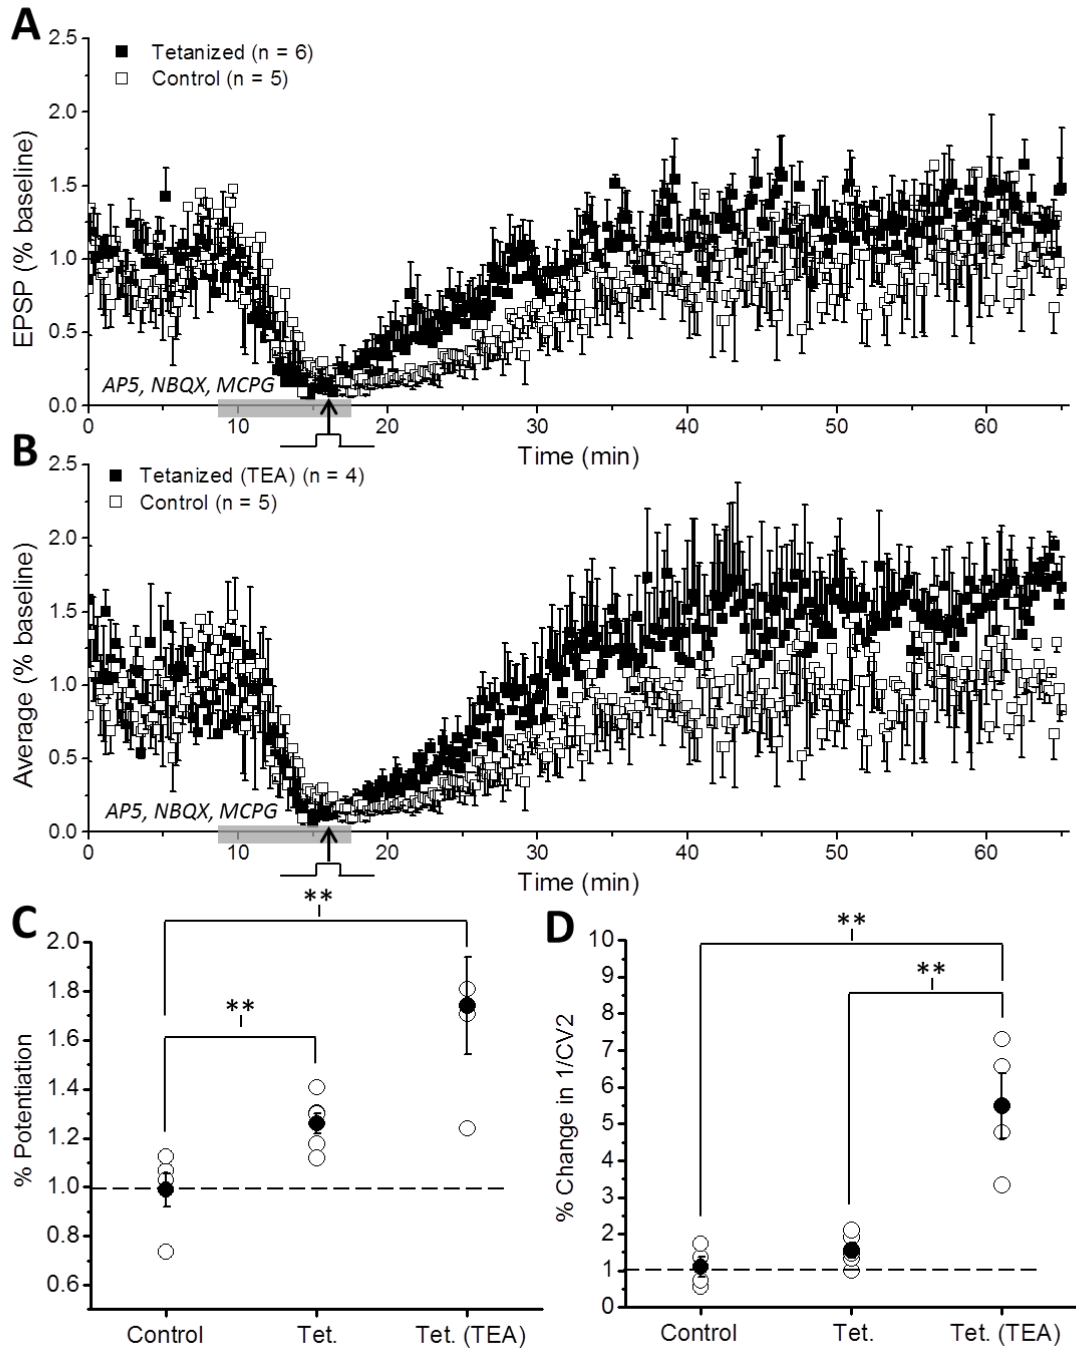 A
2.5
2.0
1.5
1.0
0.5
0.0
EPSP (% baseline)
Tetanized (n = 6)
Control (n = 5)
AP5, NBQX, MCPG
0 10 20 30 40 50 60
Time (min)
B
2.5
2.0
1.5
1.0
0.5
0.0
Average (% baseline)
Tetanized (TEA) (n = 4)
Control (n = 5)
AP5, NBQX, MCPG
0 10 20 30 40 50 60
Time (min)
C
2.0
1.8
1.6
1.4
1.2
1.0
0.8
0.6
% Potentiation
**
**
Control Tet. Tet. (TEA)
D
10
9
8
7
6
5
4
3
2
1
0
% Change in 1/CV2
**
**
Control Tet. Tet. (TEA)